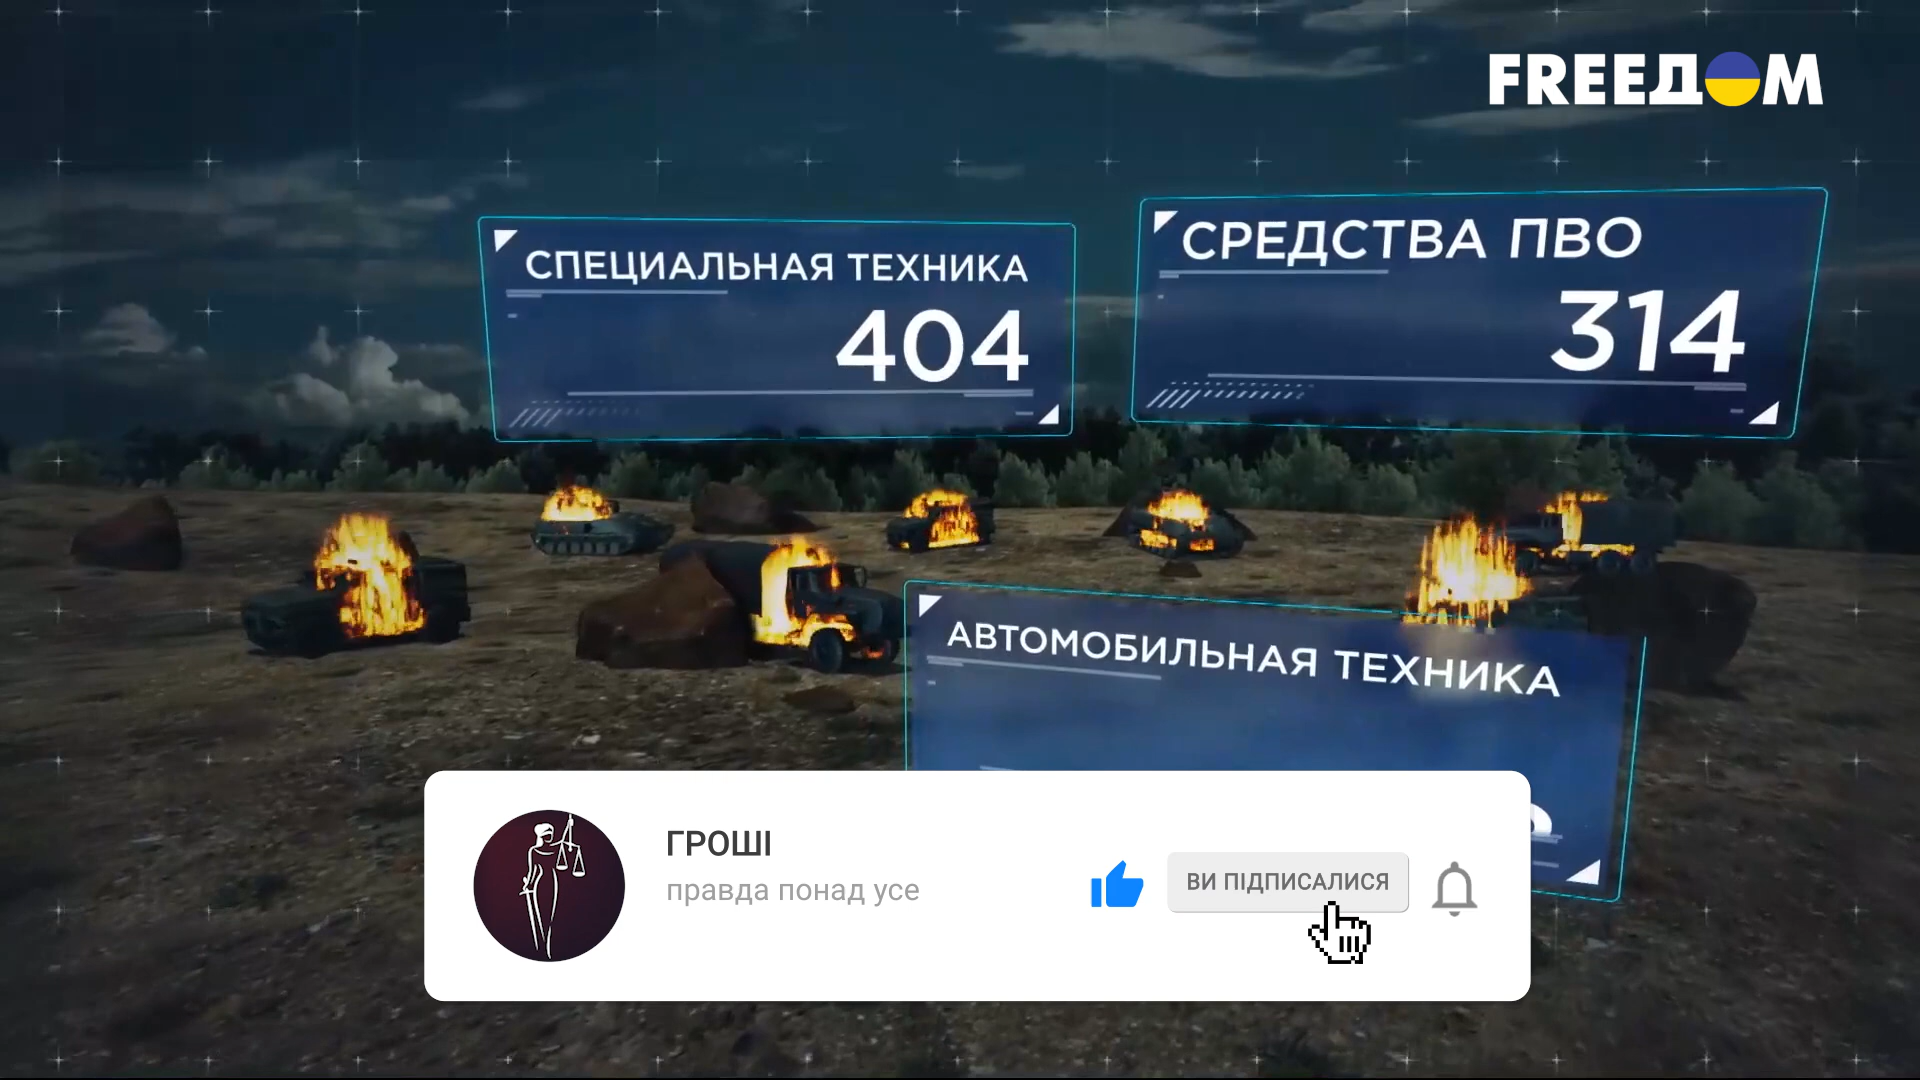 FREEДOM
СПЕЦИАЛЬНАЯ ТЕХНИКА
404
СРЕДСТВА ПВО
314
АВТОМОБИЛЬНАЯ ТЕХНИКА
ГРОШІ
правда понад усе
ВИ ПІДПИСАЛИСЯ